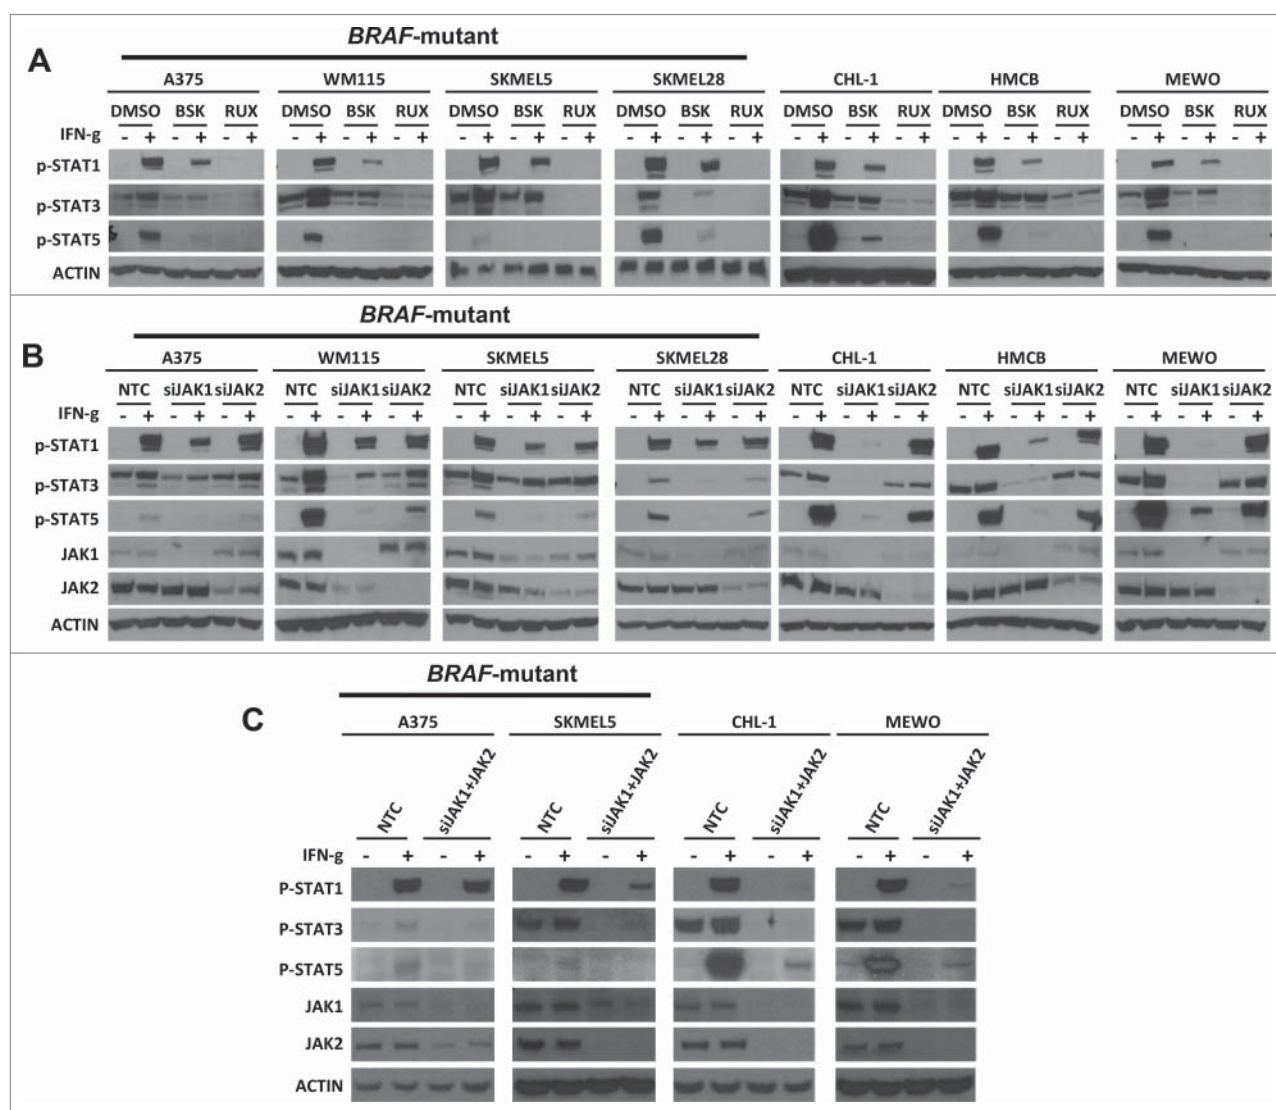 BRAF-mutant
A
A375 WM115 SKMEL5 SKMEL28 CHL-1 HMCB MEWO
DMSO BSK RUX DMSO BSK RUX DMSO BSK RUX DMSO BSK RUX DMSO BSK RUX DMSO BSK RUX DMSO BSK RUX
IFN-g - + - + - + - + - + - + - + - + - + - + - + - + - + - + - + - + - + - + - + - + - +
p-STAT1
p-STAT3
p-STAT5
ACTIN
BRAF-mutant
B
A375 WM115 SKMEL5 SKMEL28 CHL-1 HMCB MEWO
NTC siJAK1 siJAK2 NTC siJAK1 siJAK2 NTC siJAK1 siJAK2 NTC siJAK1 siJAK2 NTC siJAK1 siJAK2 NTC siJAK1 siJAK2 NTC siJAK1 siJAK2
IFN-g - + - + - + - + - + - + - + - + - + - + - + - + - + - + - + - + - + - + - + - + - +
p-STAT1
p-STAT3
p-STAT5
JAK1
JAK2
ACTIN
BRAF-mutant
C
A375 SKMEL5 CHL-1 MEWO
NTC siJAK1+JAK2 NTC siJAK1+JAK2 NTC siJAK1+JAK2 NTC siJAK1+JAK2
IFN-g - + - + - + - + - + - + - + - +
P-STAT1
P-STAT3
P-STAT5
JAK1
JAK2
ACTIN